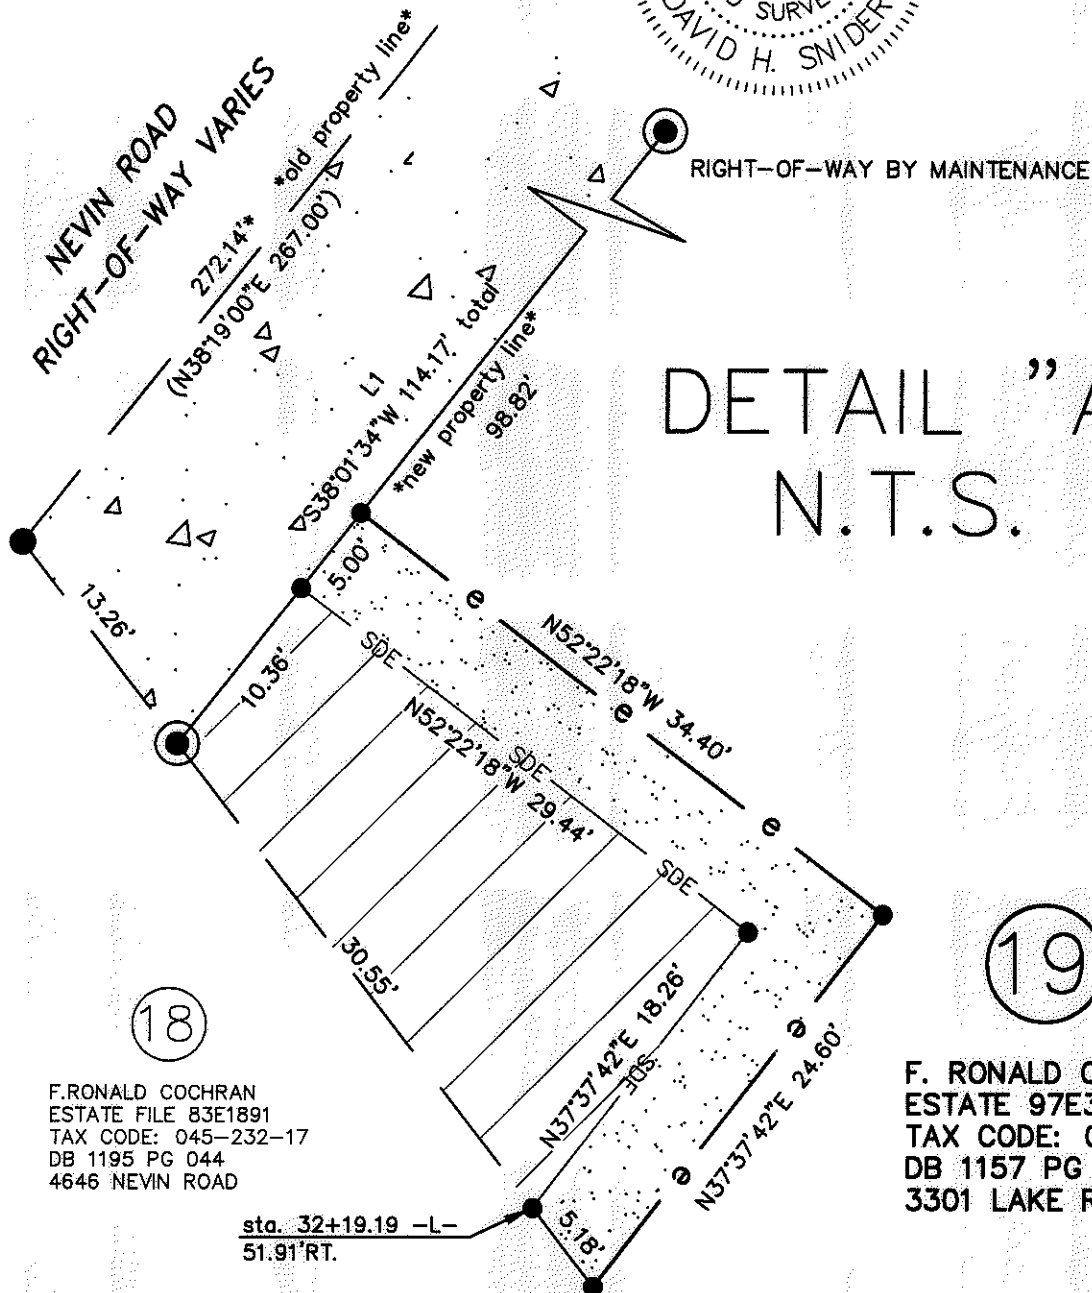 SURVE
DAVID H. SNIDER
NEVIN ROAD
RIGHT-OF-WAY VARIES
*old property line*
272.14'*
(N38°19'00"E 267.00')
RIGHT-OF-WAY BY MAINTENANCE
L1
S38°01'34"W 114.17' total
*new property line*
98.82'
DETAIL "A
N.T.S.
13.26'
5.00'
10.36'
e
N52°22'18"W 34.40'
e
e
SDE
N52°22'18"W 29.44'
SDE
SDE
30.55'
N37°37'42"E 18.26'
SDE
e
N37°37'42"E 24.60'
e
5.18'
18
F.RONALD COCHRAN
ESTATE FILE 83E1891
TAX CODE: 045-232-17
DB 1195 PG 044
4646 NEVIN ROAD
sta. 32+19.19 -L-
51.91'RT.
19
F. RONALD
ESTATE 97E3
TAX CODE:
DB 1157 PG
3301 LAKE